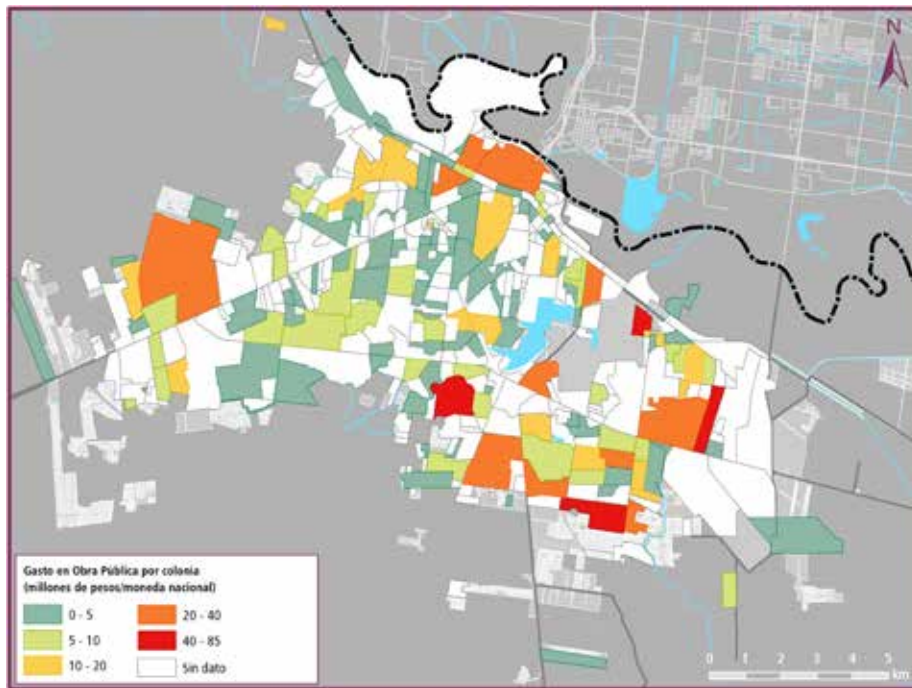 N
Gasto en Obra Pública por colonia
(millones de pesos/moneda nacional)
0 - 5
20 - 40
5 - 10
40 - 85
10 - 20
Sin dato
0 1 2 3 4 5
km